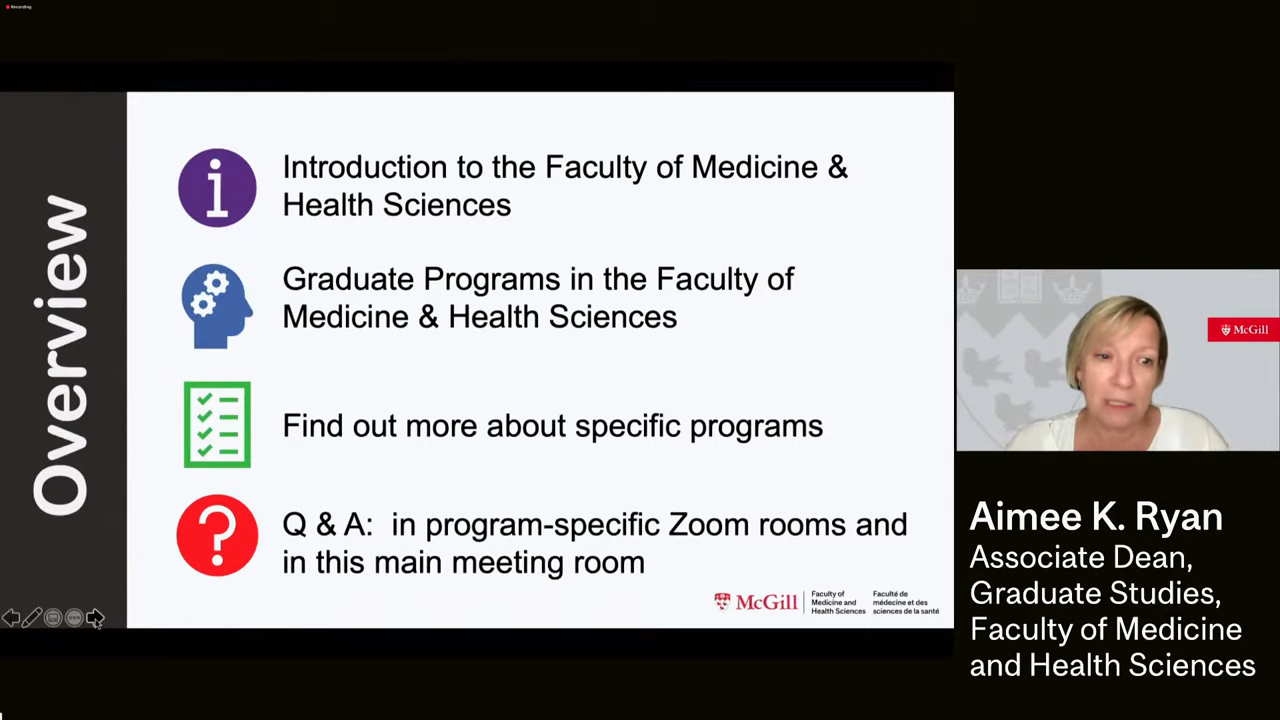 Recording
Overview
Introduction to the Faculty of Medicine &
Health Sciences
Graduate Programs in the Faculty of
Medicine & Health Sciences
Find out more about specific programs
Q & A: in program-specific Zoom rooms and
in this main meeting room
McGill
Faculty of
Medicine and
Health Sciences
Faculté de
médecine et des
sciences de la santé
McGill
Aimee K. Ryan
Associate Dean,
Graduate Studies,
Faculty of Medicine
and Health Sciences